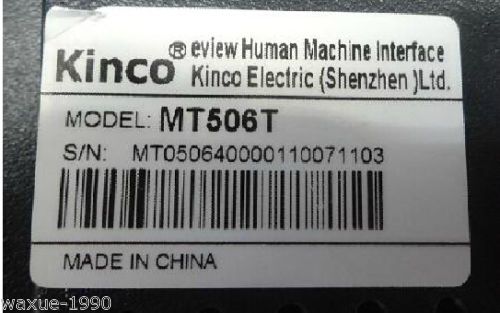 Kinco® eview Human Machine Interface
Kinco Electric (Shenzhen )Ltd.
MODEL: MT506T
S/N: MT0506400000110071103
MADE IN CHINA
waxue-1990